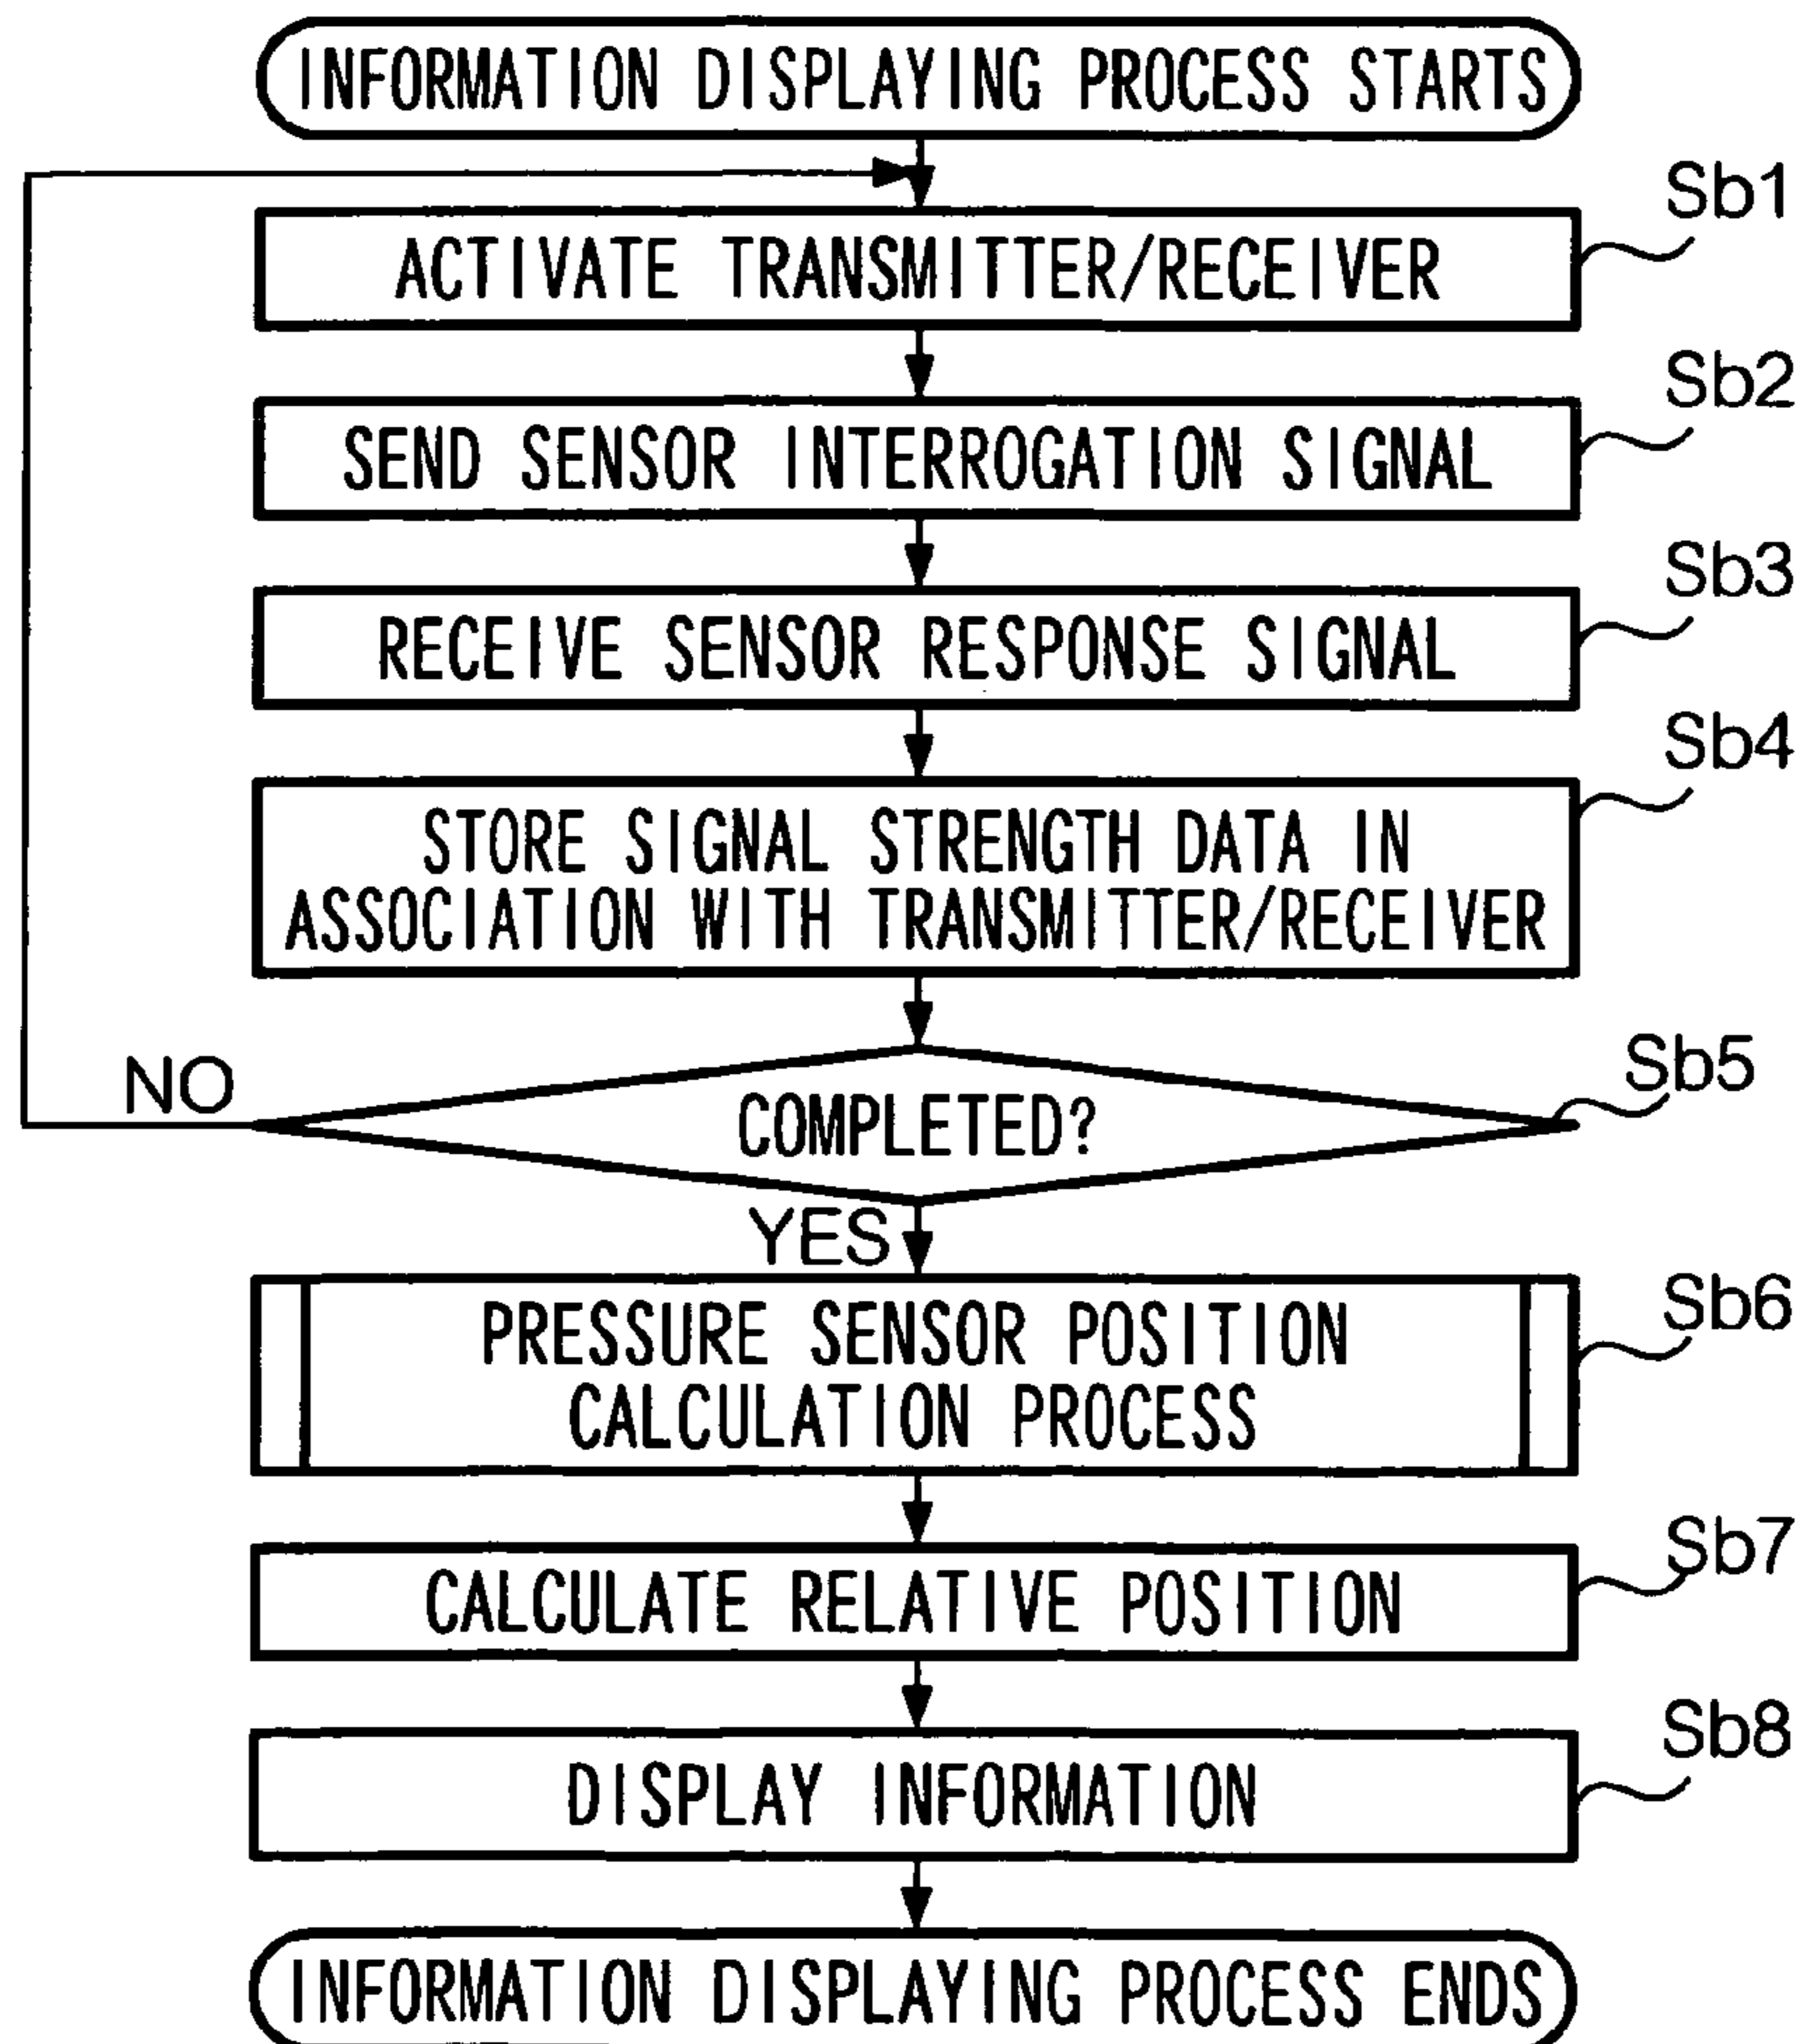 INFORMATION DISPLAYING PROCESS STARTS
Sb1
ACTIVATE TRANSMITTER/RECEIVER
Sb2
SEND SENSOR INTERROGATION SIGNAL
Sb3
RECEIVE SENSOR RESPONSE SIGNAL
Sb4
STORE SIGNAL STRENGTH DATA IN
ASSOCIATION WITH TRANSMITTER/RECEIVER
Sb5
NO
COMPLETED?
YES
Sb6
PRESSURE SENSOR POSITION
CALCULATION PROCESS
Sb7
CALCULATE RELATIVE POSITION
Sb8
DISPLAY INFORMATION
INFORMATION DISPLAYING PROCESS ENDS